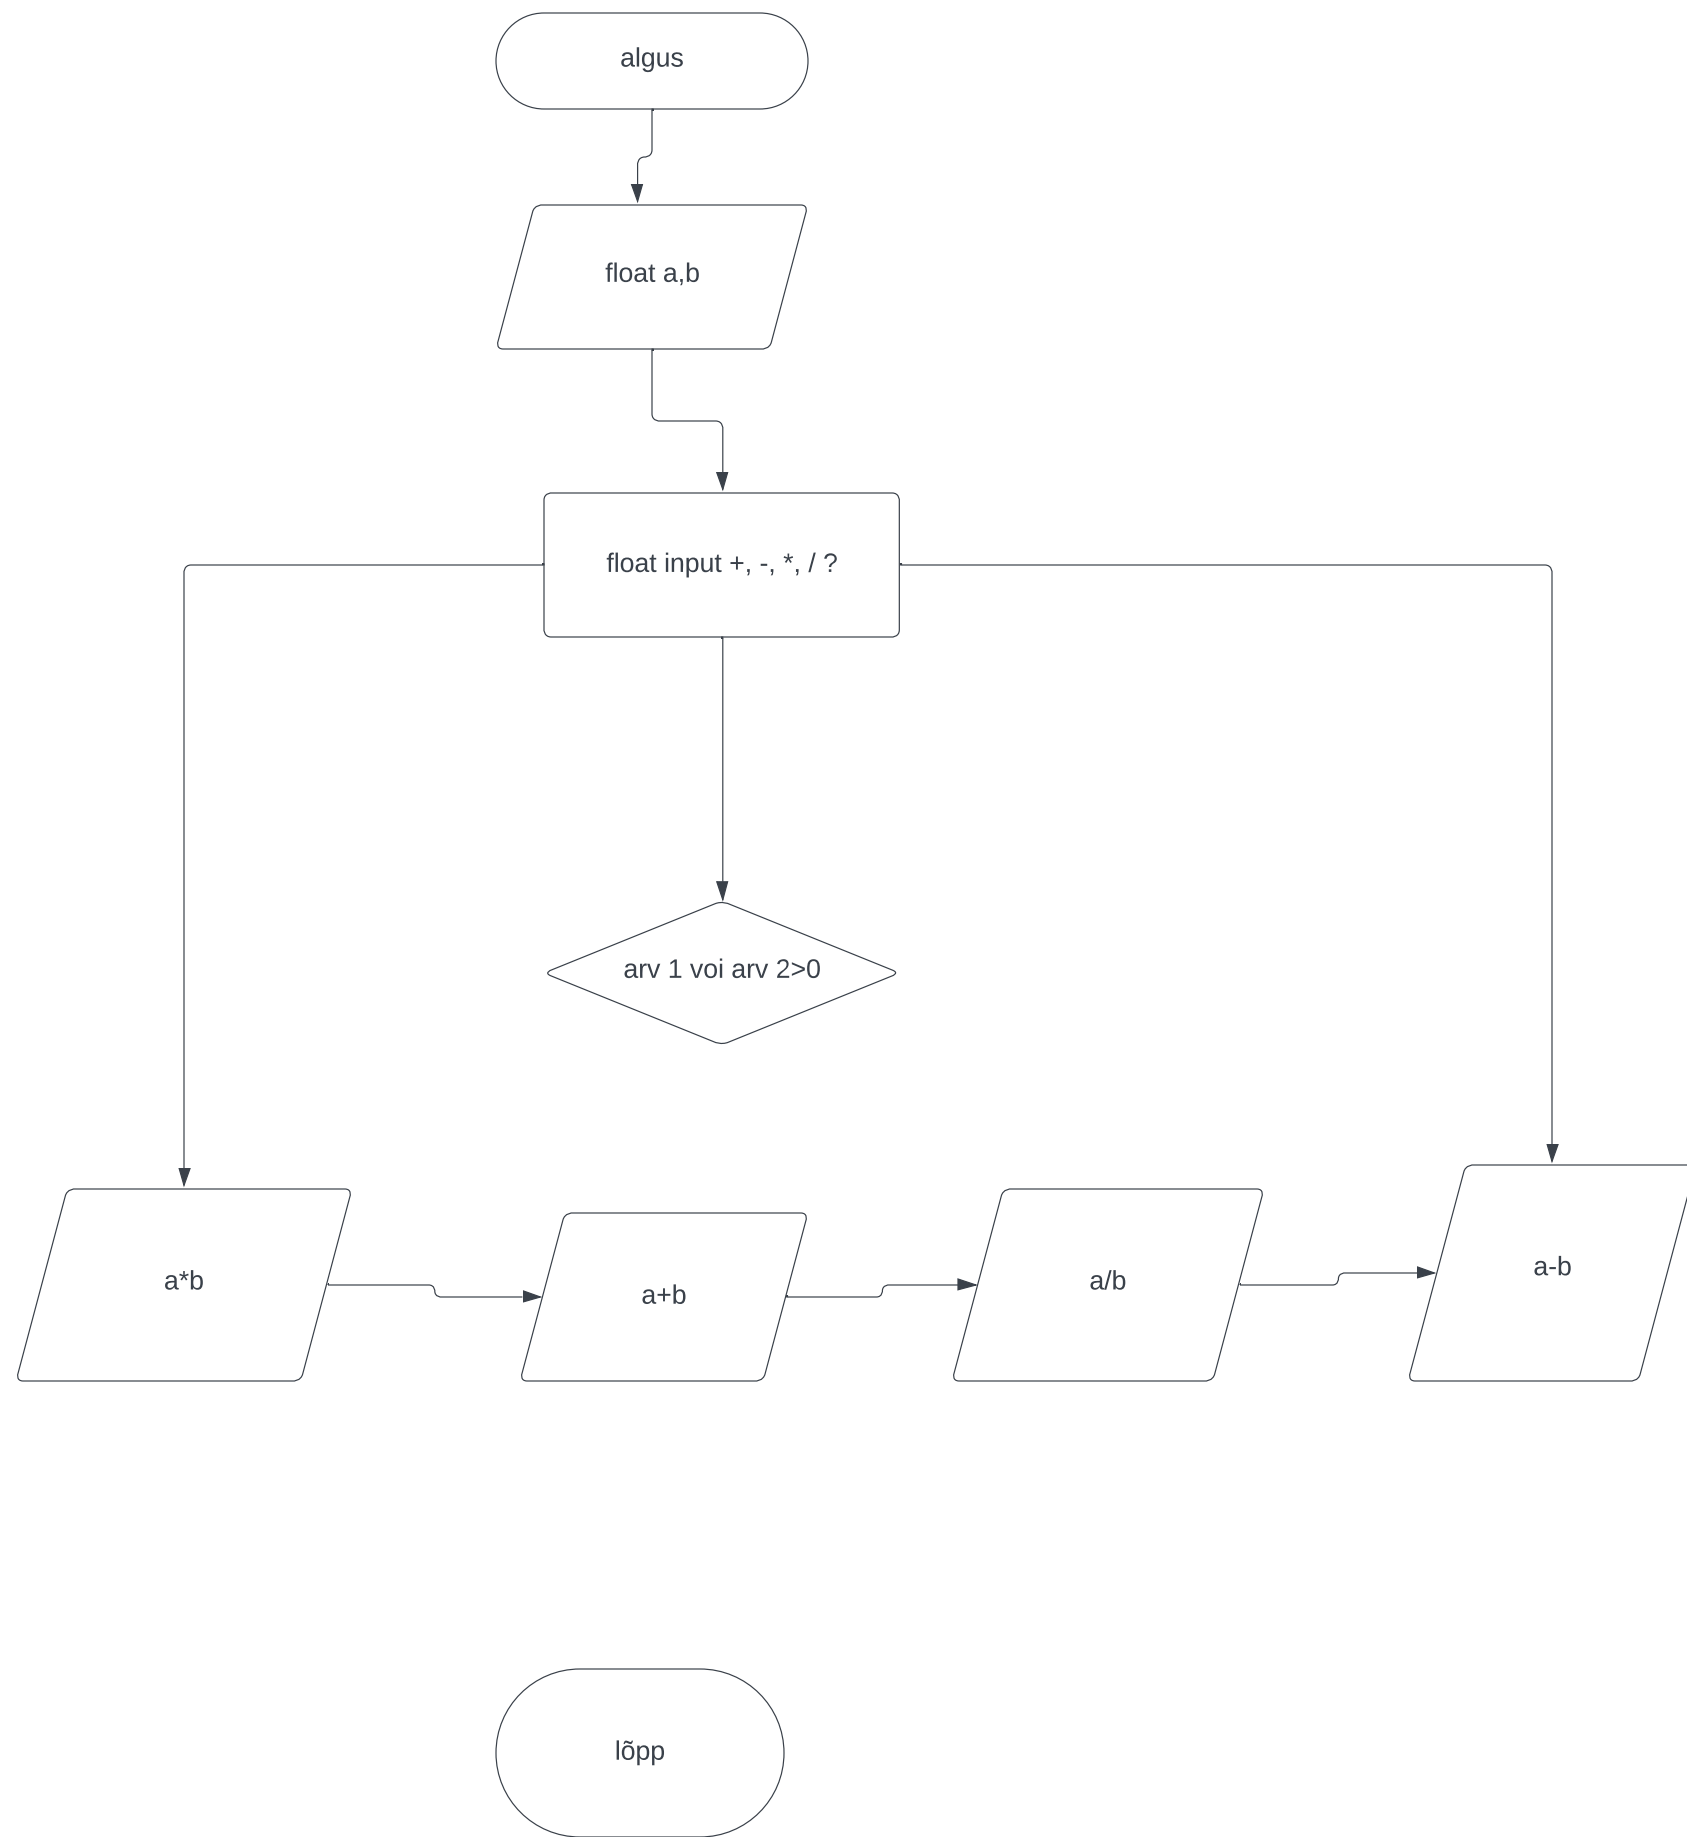 algus
float a,b
float input +, -, *, / ?
arv 1 voi arv 2>0
a*b
a+b
a/b
a-b
lõpp